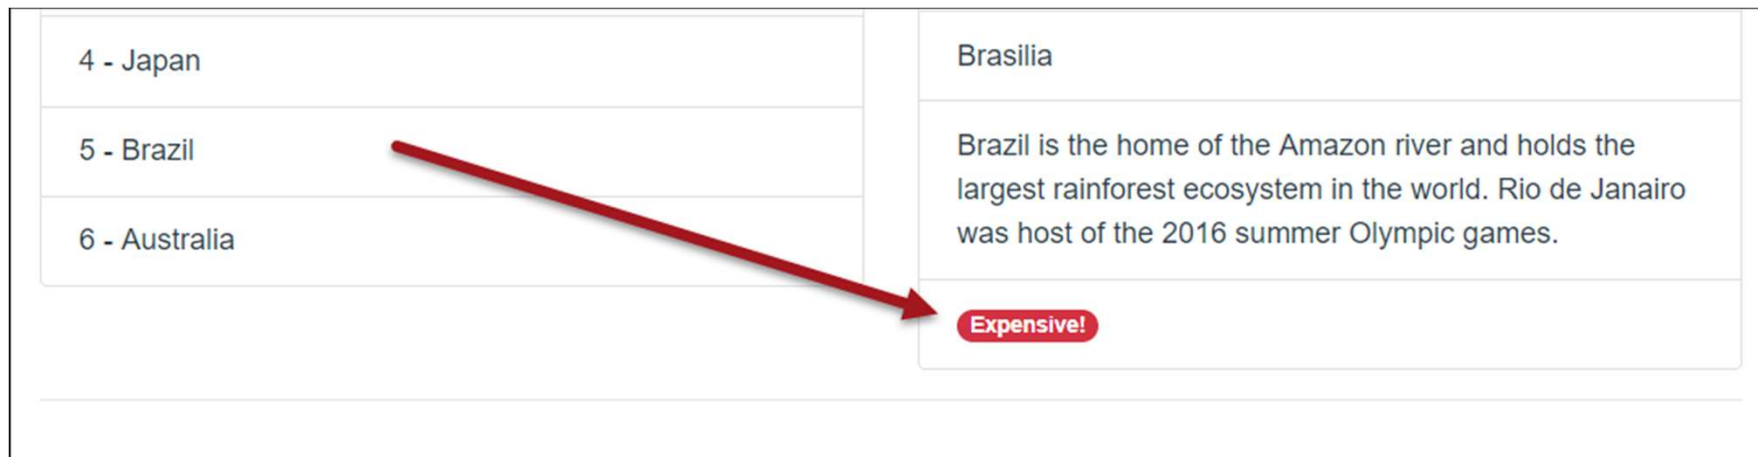 4 - Japan
5 - Brazil
6 - Australia
Brasilia
Brazil is the home of the Amazon river and holds the
largest rainforest ecosystem in the world. Rio de Janairo
was host of the 2016 summer Olympic games.
Expensive!